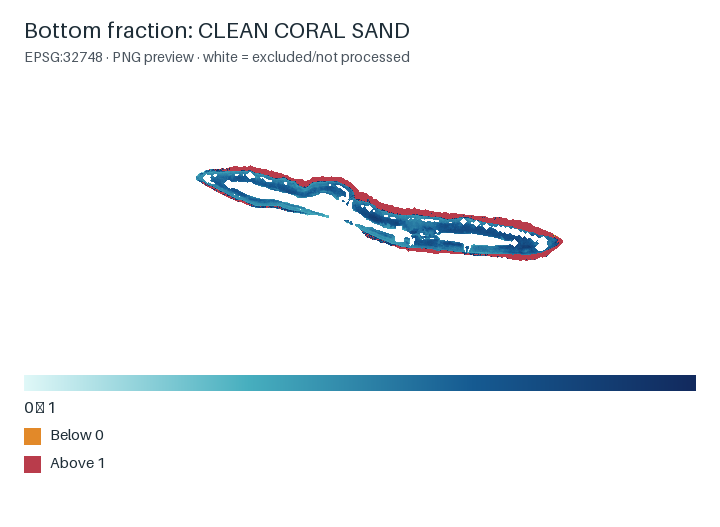 Bottom fraction: CLEAN CORAL SAND
EPSG:32748 · PNG preview · white = excluded/not processed
0 1
Below 0
Above 1